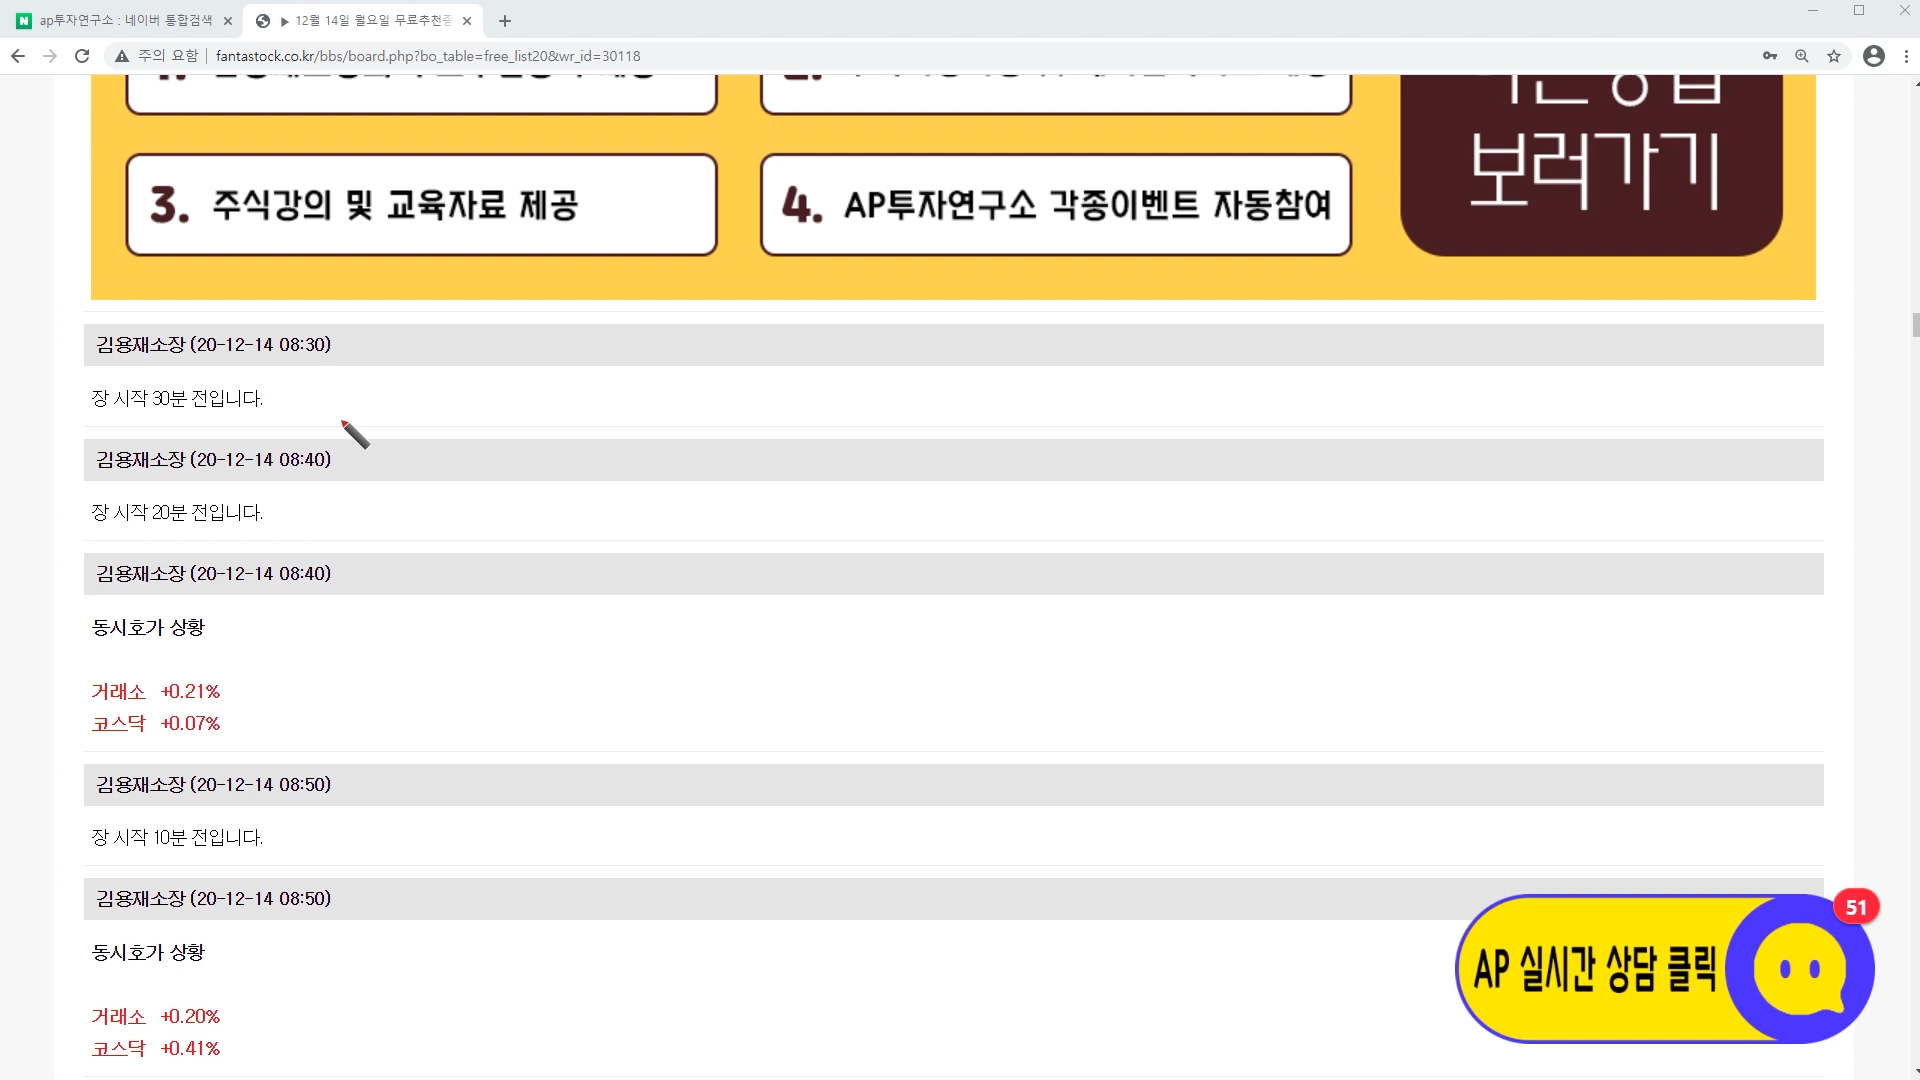 ap투자연구소 : 네이버 통합검색
▶ 12월 14일 월요일 무료추천종
주의 요함
fantastock.co.kr/bbs/board.php?bo_table=free_list20&wr_id=30118
보러가기
3. 주식강의 및 교육자료 제공
4. AP투자연구소 각종이벤트 자동참여
김용재소장 (20-12-14 08:30)
장 시작 30분 전입니다.
김용재소장 (20-12-14 08:40)
장 시작 20분 전입니다.
김용재소장 (20-12-14 08:40)
동시호가 상황
거래소 +0.21%
코스닥 +0.07%
김용재소장 (20-12-14 08:50)
장 시작 10분 전입니다.
김용재소장 (20-12-14 08:50)
동시호가 상황
거래소 +0.20%
코스닥 +0.41%
51
AP 실시간 상담 클릭